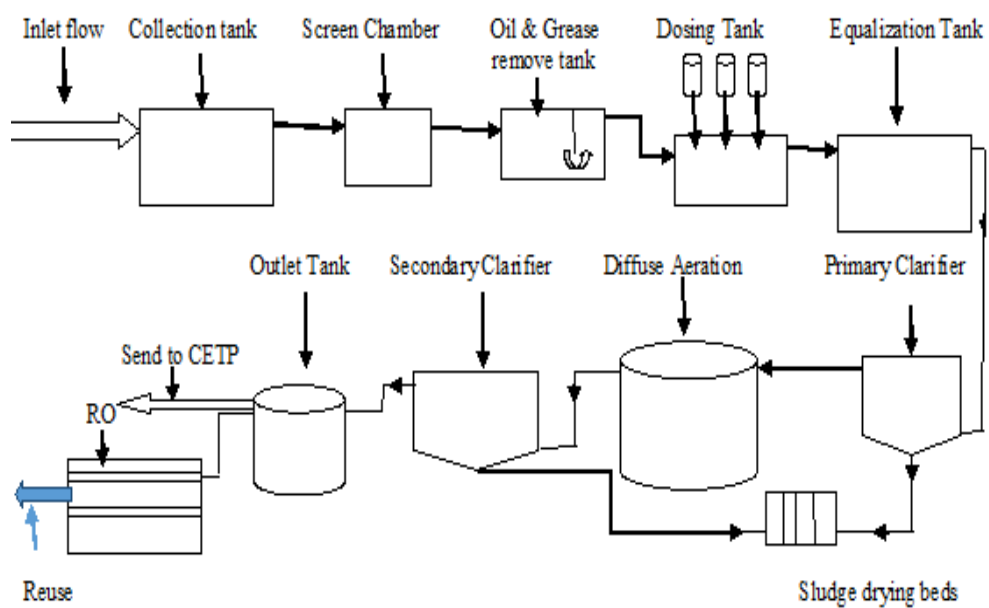 Inlet flow
Collection tank
Screen Chamber
Oil & Grease
remove tank
Dosing Tank
Equalization Tank
Outlet Tank
Secondary Clarifier
Diffuse Aeration
Primary Clarifier
Send to CETP
RO
Reuse
Sludge drying beds